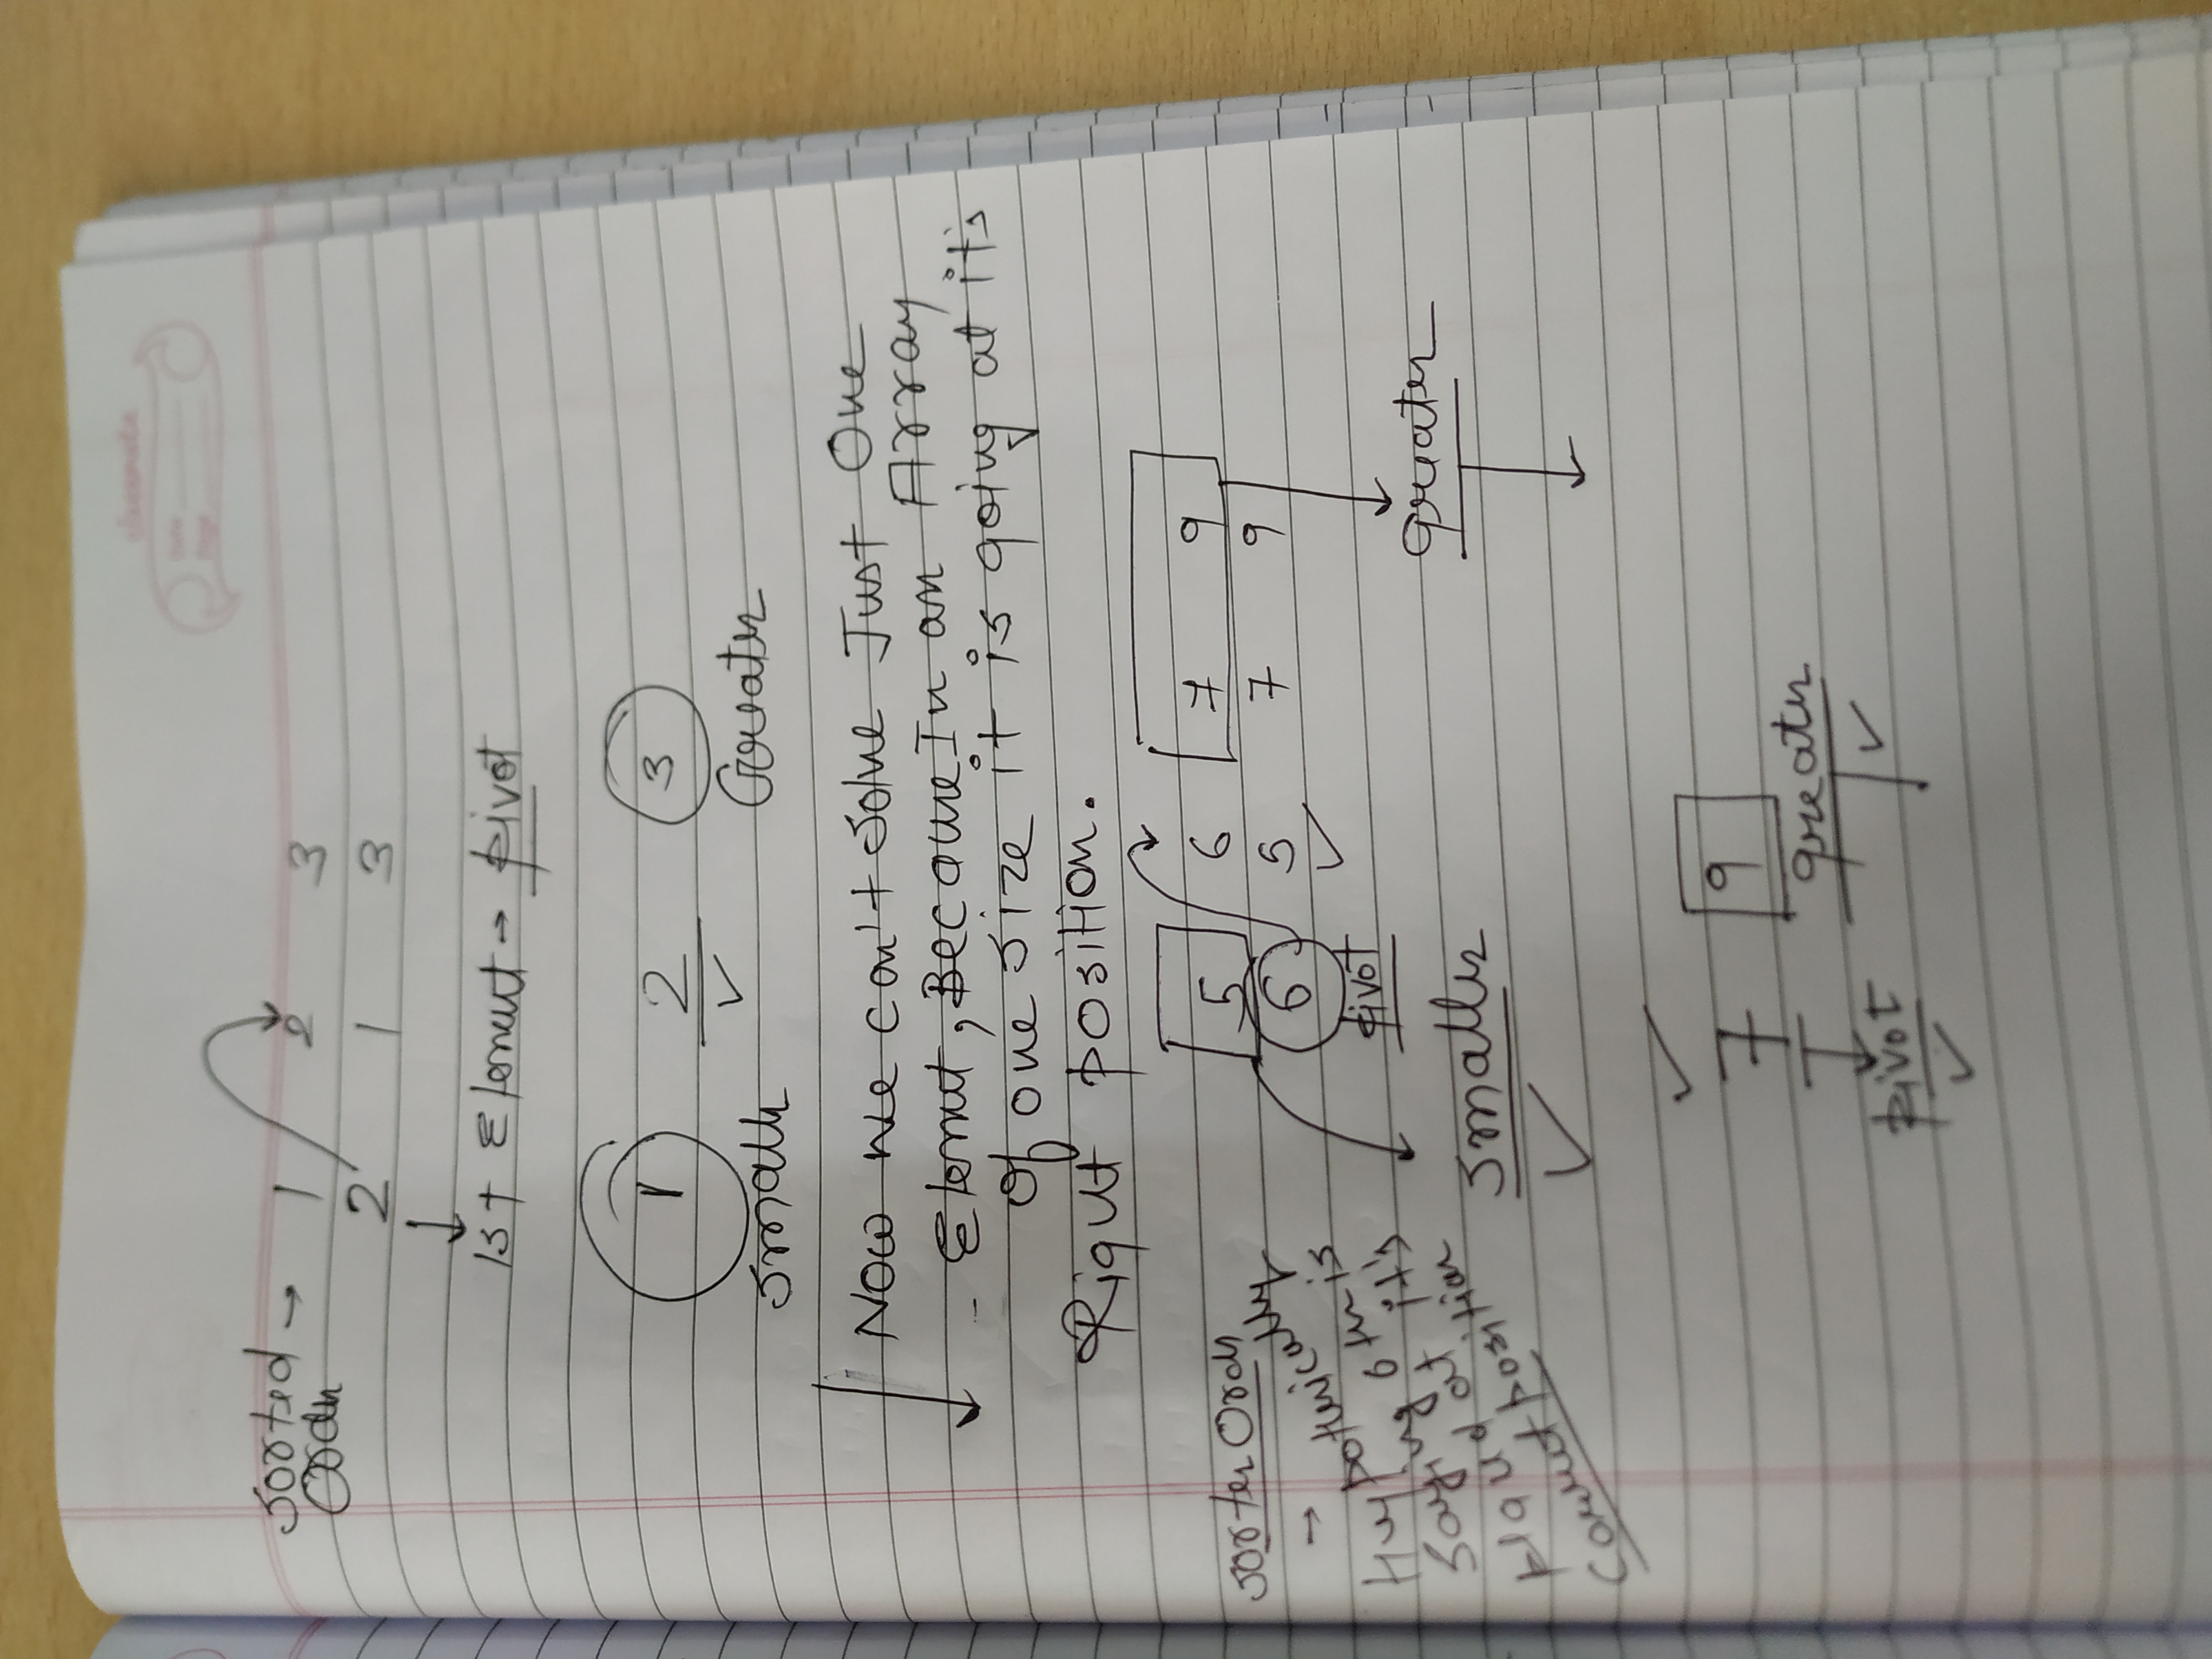 classmate
Date
Page
Sorted → 1 2 3
Order
2 1 3
1st Element → pivot
1 2 3
Smaller Greater
Now we can't solve Just One
Element, Because In an Array
of one size it is going at it's
Right position.
5 6 7 9
Sorter Order
→
6 5 7 9
pivot
Hypothetically
Saying 6 is
placed at it's
correct position
greater
Smaller
7 9
greater
pivot